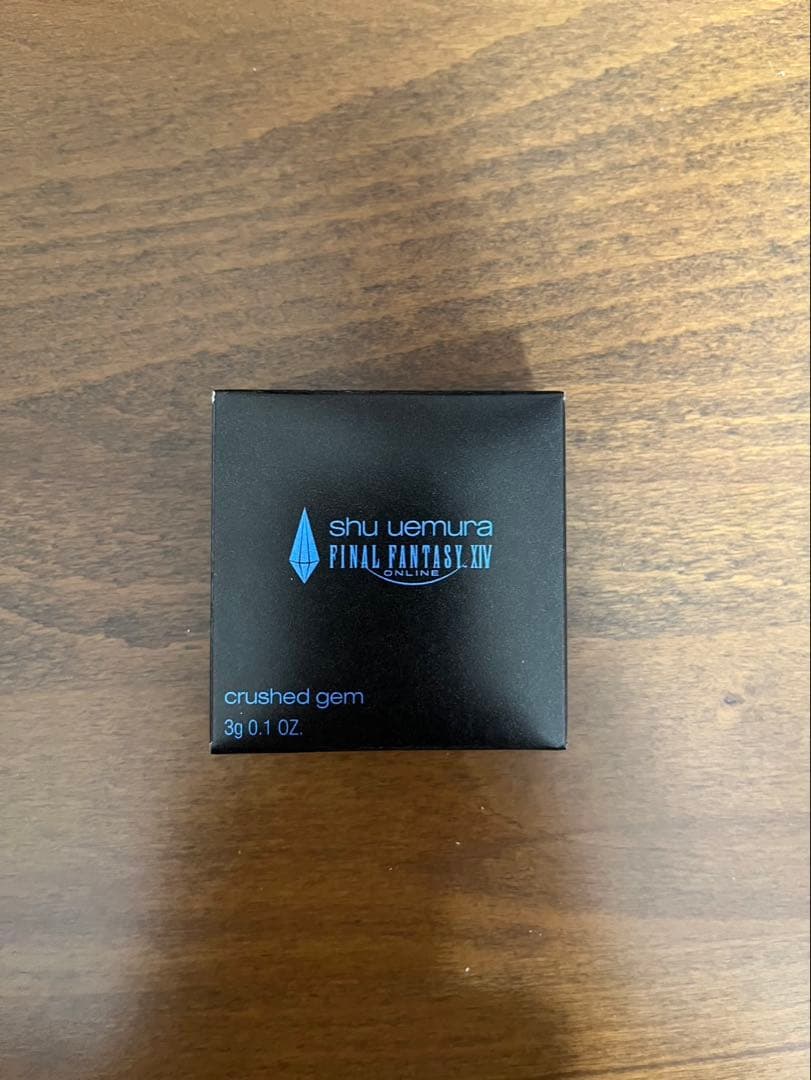 shu uemura
FINAL FANTASY XIV
ONLINE
crushed gem
3g 0.1 OZ.